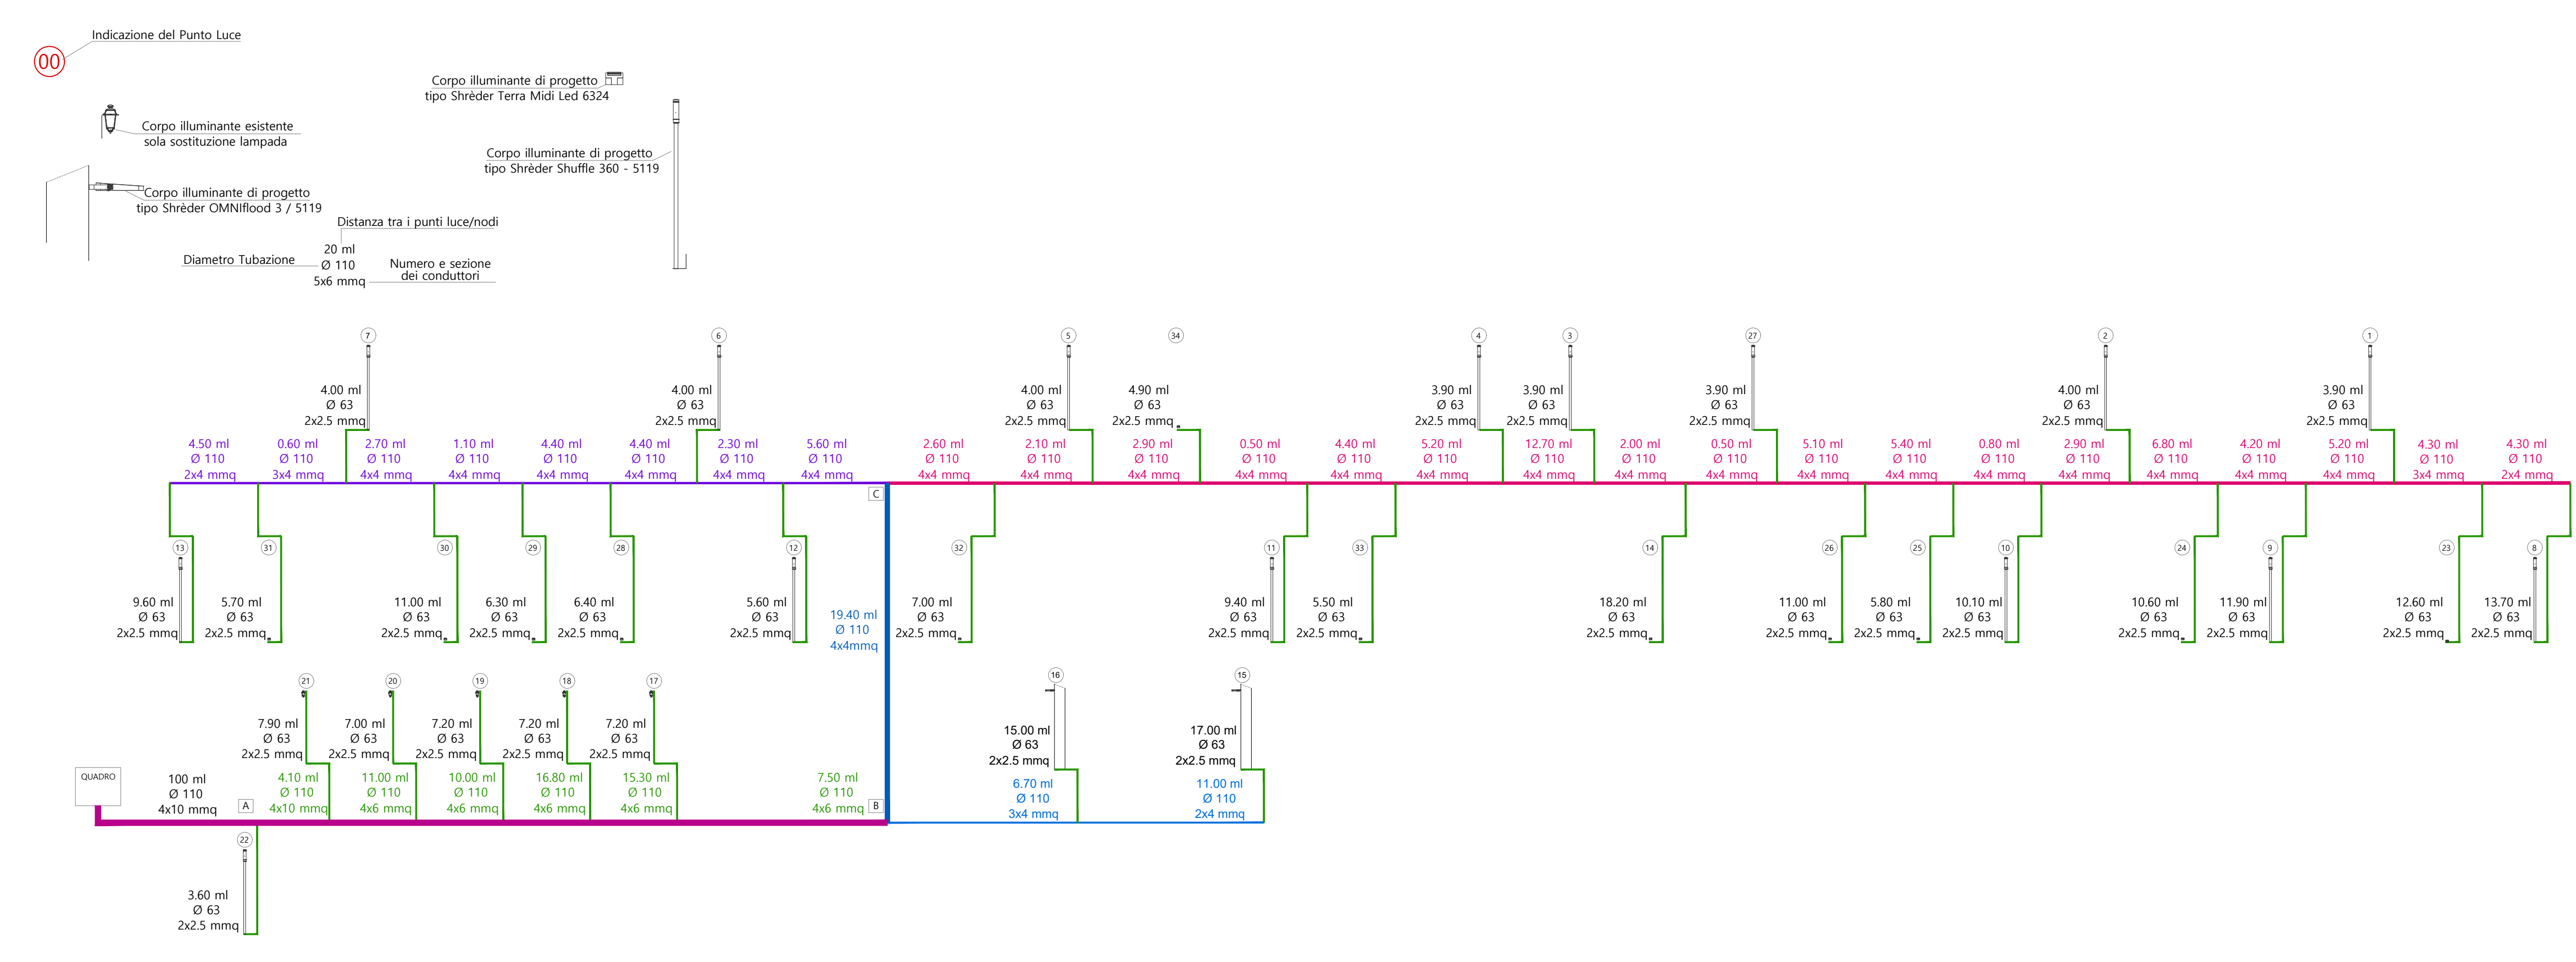 Indicazione del Punto Luce
00
Corpo illuminante di progetto
tipo Shrèder Terra Midi Led 6324
Corpo illuminante esistente
sola sostituzione lampada
Corpo illuminante di progetto
tipo Shrèder Shuffle 360 - 5119
Corpo illuminante di progetto
tipo Shrèder OMNIflood 3 / 5119
Distanza tra i punti luce/nodi
20 ml
Diametro Tubazione
Ø 110
Numero e sezione
dei conduttori
5x6 mmq
7
4.00 ml
Ø 63
2x2.5 mmq
6
4.00 ml
Ø 63
2x2.5 mmq
5
4.00 ml
Ø 63
2x2.5 mmq
34
4.90 ml
Ø 63
2x2.5 mmq
4
3.90 ml
Ø 63
2x2.5 mmq
3
3.90 ml
Ø 63
2x2.5 mmq
27
3.90 ml
Ø 63
2x2.5 mmq
2
4.00 ml
Ø 63
2x2.5 mmq
1
3.90 ml
Ø 63
2x2.5 mmq
4.50 ml
Ø 110
2x4 mmq
0.60 ml
Ø 110
3x4 mmq
2.70 ml
Ø 110
4x4 mmq
1.10 ml
Ø 110
4x4 mmq
4.40 ml
Ø 110
4x4 mmq
4.40 ml
Ø 110
4x4 mmq
2.30 ml
Ø 110
4x4 mmq
5.60 ml
Ø 110
4x4 mmq
2.60 ml
Ø 110
4x4 mmq
2.10 ml
Ø 110
4x4 mmq
2.90 ml
Ø 110
4x4 mmq
0.50 ml
Ø 110
4x4 mmq
4.40 ml
Ø 110
4x4 mmq
5.20 ml
Ø 110
4x4 mmq
12.70 ml
Ø 110
4x4 mmq
2.00 ml
Ø 110
4x4 mmq
0.50 ml
Ø 110
4x4 mmq
5.10 ml
Ø 110
4x4 mmq
5.40 ml
Ø 110
4x4 mmq
0.80 ml
Ø 110
4x4 mmq
2.90 ml
Ø 110
4x4 mmq
6.80 ml
Ø 110
4x4 mmq
4.20 ml
Ø 110
4x4 mmq
5.20 ml
Ø 110
4x4 mmq
4.30 ml
Ø 110
3x4 mmq
4.30 ml
Ø 110
2x4 mmq
C
13
9.60 ml
Ø 63
2x2.5 mmq
31
5.70 ml
Ø 63
2x2.5 mmq
30
11.00 ml
Ø 63
2x2.5 mmq
29
6.30 ml
Ø 63
2x2.5 mmq
28
6.40 ml
Ø 63
2x2.5 mmq
12
5.60 ml
Ø 63
2x2.5 mmq
19.40 ml
Ø 110
4x4mmq
32
7.00 ml
Ø 63
2x2.5 mmq
11
9.40 ml
Ø 63
2x2.5 mmq
33
5.50 ml
Ø 63
2x2.5 mmq
14
18.20 ml
Ø 63
2x2.5 mmq
26
11.00 ml
Ø 63
2x2.5 mmq
25
5.80 ml
Ø 63
2x2.5 mmq
10
10.10 ml
Ø 63
2x2.5 mmq
24
10.60 ml
Ø 63
2x2.5 mmq
9
11.90 ml
Ø 63
2x2.5 mmq
23
12.60 ml
Ø 63
2x2.5 mmq
8
13.70 ml
Ø 63
2x2.5 mmq
21
7.90 ml
Ø 63
2x2.5 mmq
20
7.00 ml
Ø 63
2x2.5 mmq
19
7.20 ml
Ø 63
2x2.5 mmq
18
7.20 ml
Ø 63
2x2.5 mmq
17
7.20 ml
Ø 63
2x2.5 mmq
16
15.00 ml
Ø 63
2x2.5 mmq
15
17.00 ml
Ø 63
2x2.5 mmq
QUADRO
100 ml
Ø 110
4x10 mmq
A
4.10 ml
Ø 110
4x10 mmq
11.00 ml
Ø 110
4x6 mmq
10.00 ml
Ø 110
4x6 mmq
16.80 ml
Ø 110
4x6 mmq
15.30 ml
Ø 110
4x6 mmq
7.50 ml
Ø 110
4x6 mmq
B
6.70 ml
Ø 110
3x4 mmq
11.00 ml
Ø 110
2x4 mmq
22
3.60 ml
Ø 63
2x2.5 mmq